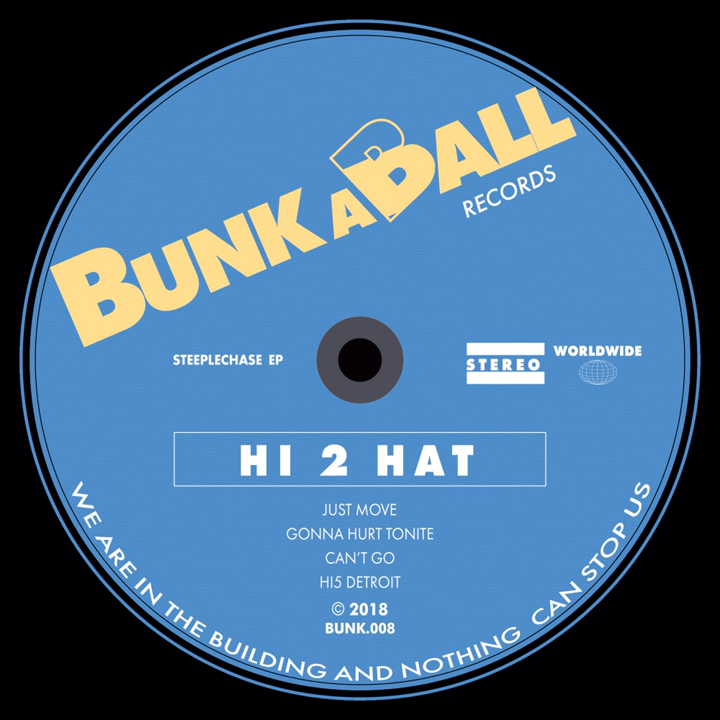 BUNK A BALL
RECORDS
STEEPLECHASE EP
STEREO
WORLDWIDE
HI 2 HAT
JUST MOVE
GONNA HURT TONITE
CAN'T GO
HI5 DETROIT
© 2018
BUNK.008
WE ARE IN THE BUILDING AND NOTHING CAN STOP US